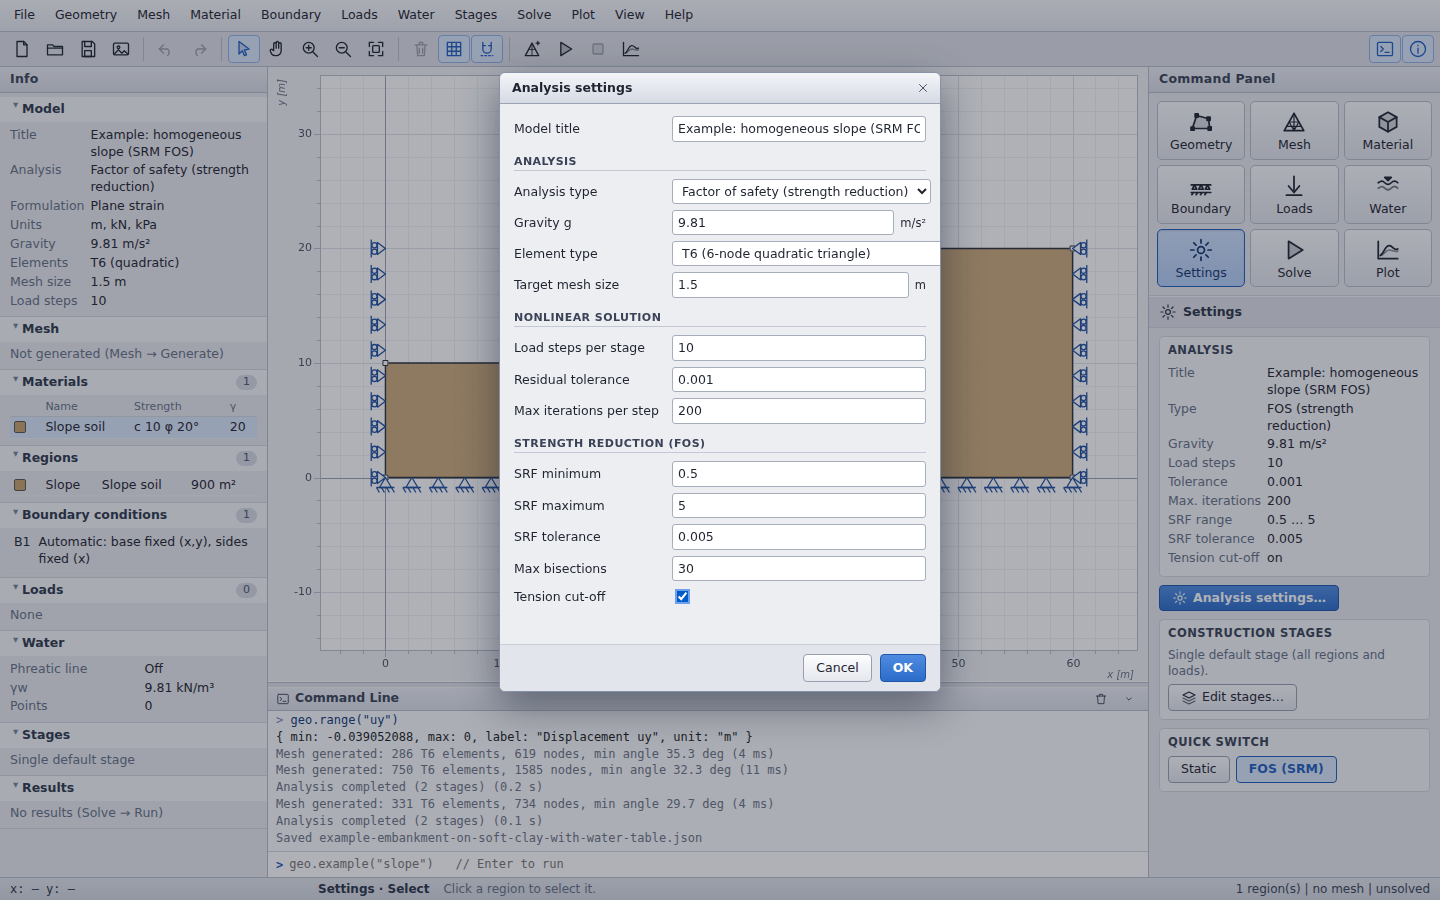 File Geometry Mesh Material Boundary Loads Water Stages Solve Plot View Help
Info
Model
Title Example: homogeneous
slope (SRM FOS)
Analysis Factor of safety (strength
reduction)
Formulation Plane strain
Units m, kN, kPa
Gravity 9.81 m/s²
Elements T6 (quadratic)
Mesh size 1.5 m
Load steps 10
Mesh
Not generated (Mesh → Generate)
Materials 1
Name Strength γ
Slope soil c 10 φ 20° 20
Regions 1
Slope Slope soil 900 m²
Boundary conditions 1
B1 Automatic: base fixed (x,y), sides
fixed (x)
Loads 0
None
Water
Phreatic line Off
γw 9.81 kN/m³
Points 0
Stages
Single default stage
Results
No results (Solve → Run)
y [m]
30
20
10
0
-10
0 1 50 60
x [m]
Analysis settings
Model title Example: homogeneous slope (SRM FO
ANALYSIS
Analysis type Factor of safety (strength reduction)
Gravity g 9.81 m/s²
Element type T6 (6-node quadratic triangle)
Target mesh size 1.5 m
NONLINEAR SOLUTION
Load steps per stage 10
Residual tolerance 0.001
Max iterations per step 200
STRENGTH REDUCTION (FOS)
SRF minimum 0.5
SRF maximum 5
SRF tolerance 0.005
Max bisections 30
Tension cut-off
Cancel OK
Command Line
> geo.range("uy")
{ min: -0.039052088, max: 0, label: "Displacement uy", unit: "m" }
Mesh generated: 286 T6 elements, 619 nodes, min angle 35.3 deg (4 ms)
Mesh generated: 750 T6 elements, 1585 nodes, min angle 32.3 deg (11 ms)
Analysis completed (2 stages) (0.2 s)
Mesh generated: 331 T6 elements, 734 nodes, min angle 29.7 deg (4 ms)
Analysis completed (2 stages) (0.1 s)
Saved example-embankment-on-soft-clay-with-water-table.json
> geo.example("slope") // Enter to run
Command Panel
Geometry Mesh Material
Boundary Loads Water
Settings Solve Plot
Settings
ANALYSIS
Title Example: homogeneous
slope (SRM FOS)
Type FOS (strength
reduction)
Gravity 9.81 m/s²
Load steps 10
Tolerance 0.001
Max. iterations 200
SRF range 0.5 … 5
SRF tolerance 0.005
Tension cut-off on
Analysis settings…
CONSTRUCTION STAGES
Single default stage (all regions and
loads).
Edit stages…
QUICK SWITCH
Static FOS (SRM)
x: — y: — Settings · Select Click a region to select it. 1 region(s) | no mesh | unsolved